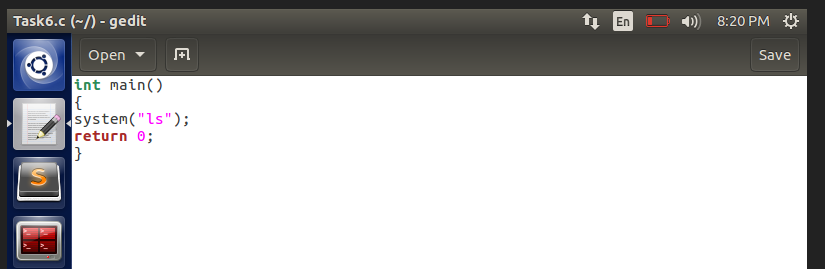 Task6.c (~/) - gedit
En
8:20 PM
Open
Save
int main()
{
system("ls");
return 0;
}
S